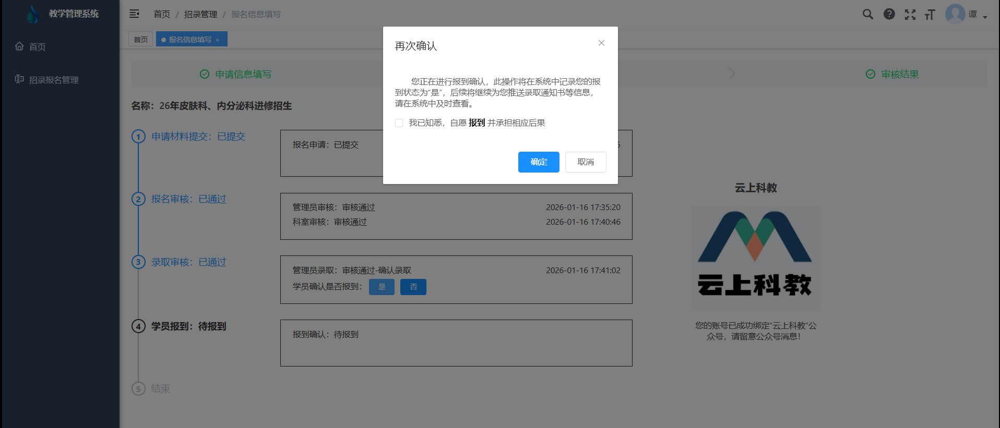 教学管理系统
首页 / 招录管理 / 报名信息填写
谭
首页
报名信息填写 ×
首页
招录报名管理
申请信息填写
审核结果
名称：26年皮肤科、内分泌科进修招生
再次确认
您正在进行报到确认，此操作将在系统中记录您的报
到状态为“是”，后续将继续为您推送录取通知书等信息，
请在系统中及时查看。
我已知悉，自愿 报到 并承担相应后果
确定
取消
1 申请材料提交：已提交
报名申请：已提交
2 报名审核：已通过
管理员审核：审核通过 2026-01-16 17:35:20
科室审核：审核通过 2026-01-16 17:40:46
3 录取审核：已通过
管理员录取：审核通过-确认录取 2026-01-16 17:41:02
学员确认是否报到： 是 否
4 学员报到：待报到
报到确认：待报到
5 结束
云上科教
云上科教
您的账号已成功绑定“云上科教”公
众号，请留意公众号消息！